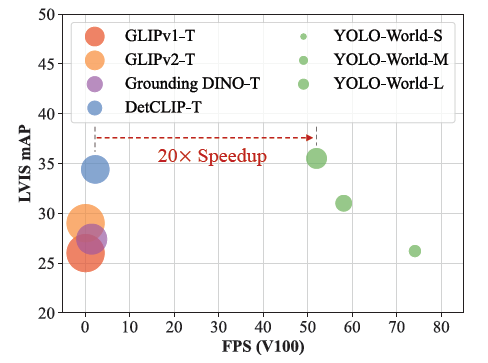 50
45
40
35
30
25
20
LVIS mAP
GLIPv1-T
GLIPv2-T
Grounding DINO-T
DetCLIP-T
YOLO-World-S
YOLO-World-M
YOLO-World-L
20× Speedup
0 10 20 30 40 50 60 70 80
FPS (V100)